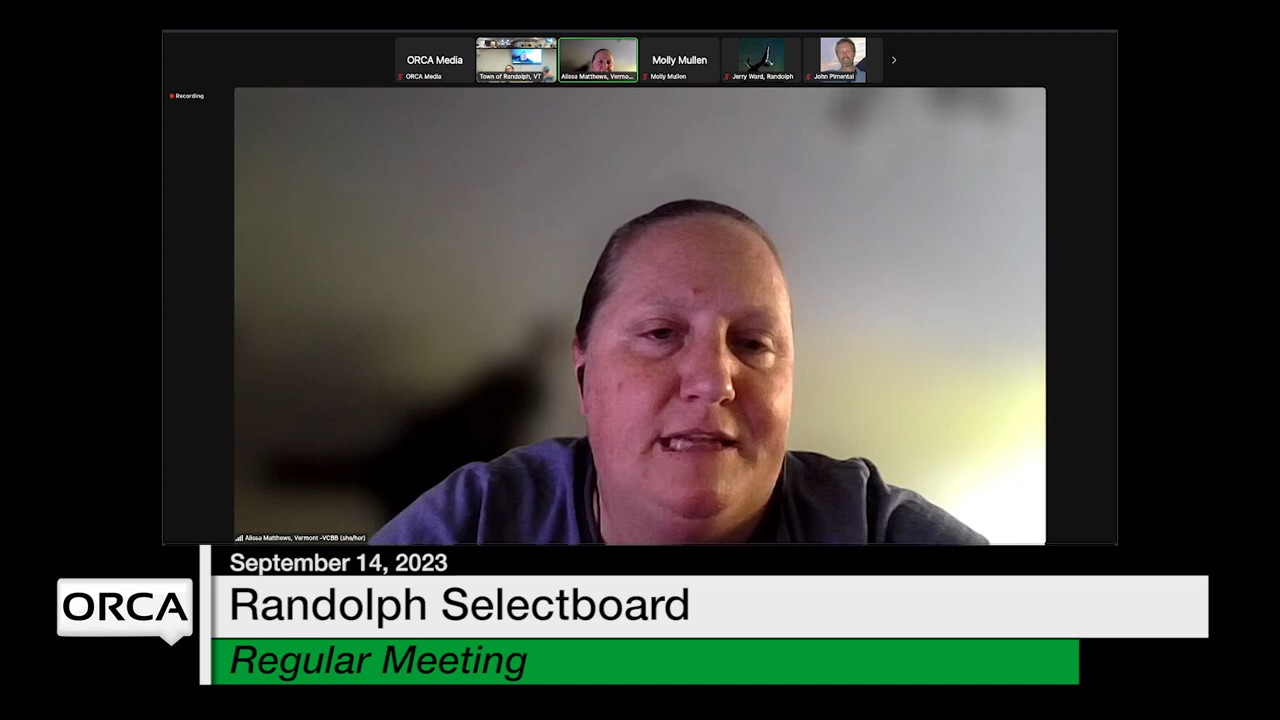 ORCA Media
Molly Mullen
ORCA Media
Town of Randolph, VT
Alissa Matthews, Vermo...
Molly Mullen
Jerry Ward, Randolph
John Pimental
Recording
Alissa Matthews, Vermont -VCBB (she/her)
September 14, 2023
ORCA
Randolph Selectboard
Regular Meeting